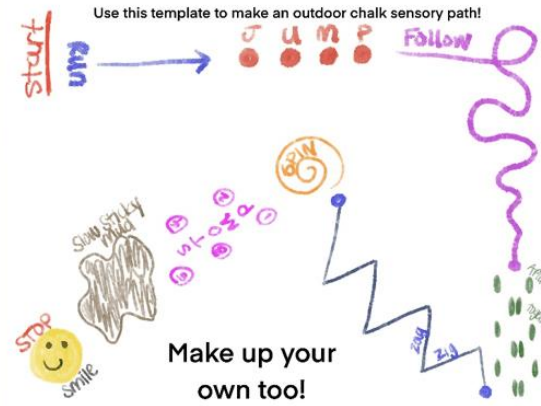 Use this template to make an outdoor chalk sensory path!
start
Run
JUMP
Follow
Zig
Zag
SPIN
STOMP
Slow Sticky
Mud
STOP
Smile
Make up your
own too!